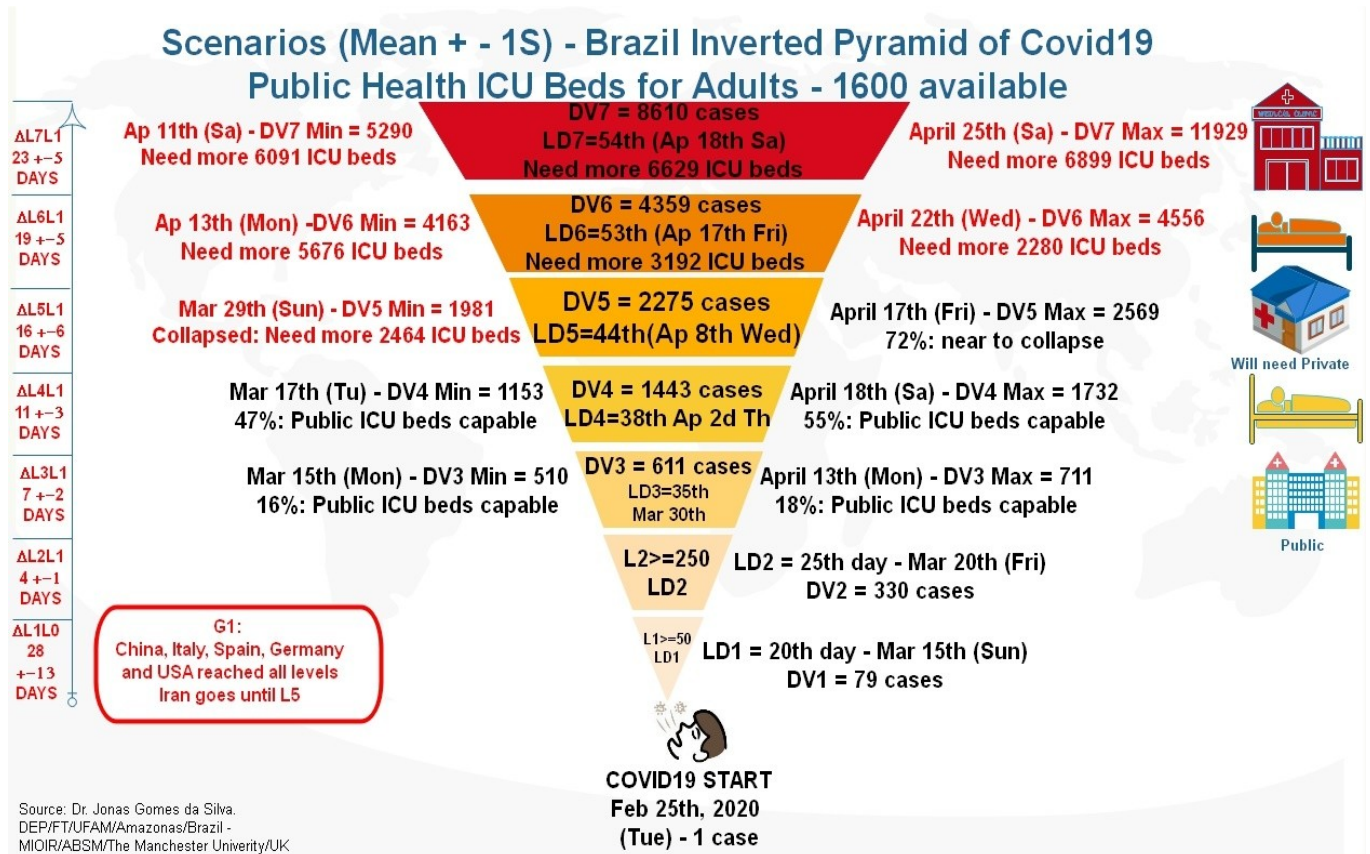 Scenarios (Mean + - 1S) - Brazil Inverted Pyramid of Covid19
Public Health ICU Beds for Adults - 1600 available
ΔL7L1
23 +-5
DAYS
Ap 11th (Sa) - DV7 Min = 5290
Need more 6091 ICU beds
DV7 = 8610 cases
LD7=54th (Ap 18th Sa)
Need more 6629 ICU beds
April 25th (Sa) - DV7 Max = 11929
Need more 6899 ICU beds
MEDICAL CLINIC
ΔL6L1
19 +-5
DAYS
Ap 13th (Mon) -DV6 Min = 4163
Need more 5676 ICU beds
DV6 = 4359 cases
LD6=53th (Ap 17th Fri)
Need more 3192 ICU beds
April 22th (Wed) - DV6 Max = 4556
Need more 2280 ICU beds
ΔL5L1
16 +-6
DAYS
Mar 29th (Sun) - DV5 Min = 1981
Collapsed: Need more 2464 ICU beds
DV5 = 2275 cases
LD5=44th(Ap 8th Wed)
April 17th (Fri) - DV5 Max = 2569
72%: near to collapse
Will need Private
ΔL4L1
11 +-3
DAYS
Mar 17th (Tu) - DV4 Min = 1153
47%: Public ICU beds capable
DV4 = 1443 cases
LD4=38th Ap 2d Th
April 18th (Sa) - DV4 Max = 1732
55%: Public ICU beds capable
ΔL3L1
7 +-2
DAYS
Mar 15th (Mon) - DV3 Min = 510
16%: Public ICU beds capable
DV3 = 611 cases
LD3=35th
Mar 30th
April 13th (Mon) - DV3 Max = 711
18%: Public ICU beds capable
Public
ΔL2L1
4 +-1
DAYS
L2>=250
LD2
LD2 = 25th day - Mar 20th (Fri)
DV2 = 330 cases
ΔL1L0
28
+-13
DAYS
G1:
China, Italy, Spain, Germany
and USA reached all levels
Iran goes until L5
L1>=50
LD1
LD1 = 20th day - Mar 15th (Sun)
DV1 = 79 cases
COVID19 START
Feb 25th, 2020
(Tue) - 1 case
Source: Dr. Jonas Gomes da Silva.
DEP/FT/UFAM/Amazonas/Brazil -
MIOIR/ABSM/The Manchester Univerity/UK